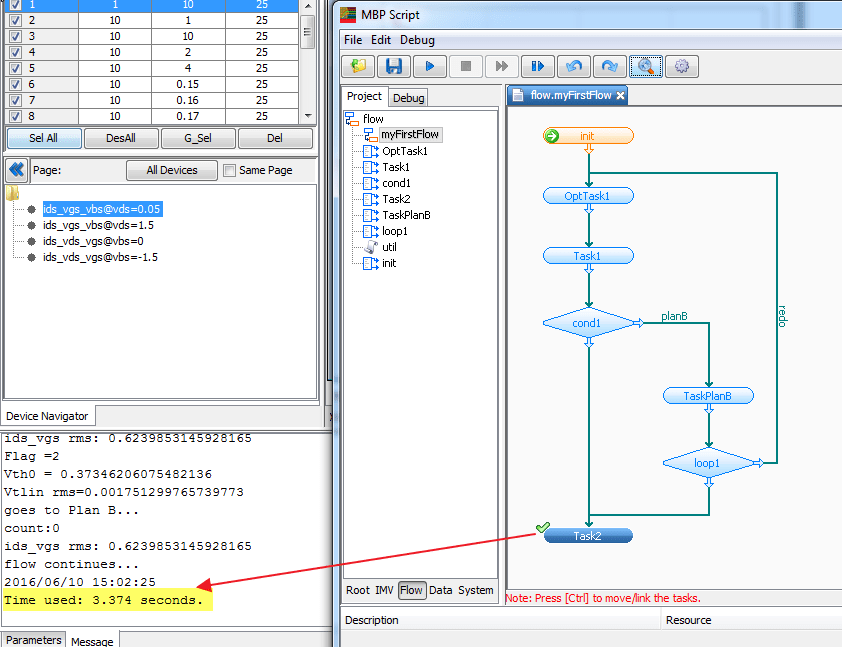 1 1 10 25
2 10 1 25
3 10 10 25
4 10 2 25
5 10 4 25
6 10 0.15 25
7 10 0.16 25
8 10 0.17 25
Sel All DesAll G_Sel Del
Page: All Devices Same Page
ids_vgs_vbs@vds=0.05
ids_vgs_vbs@vds=1.5
ids_vds_vgs@vbs=0
ids_vds_vgs@vbs=-1.5
Device Navigator
ids_vgs rms: 0.6239853145928165
Flag =2
Vth0 = 0.37346206075482136
Vtlin rms=0.001751299765739773
goes to Plan B...
count:0
ids_vgs rms: 0.6239853145928165
flow continues...
2016/06/10 15:02:25
Time used: 3.374 seconds.
Parameters Message
MBP Script
File Edit Debug
Project Debug
flow
myFirstFlow
OptTask1
Task1
cond1
Task2
TaskPlanB
loop1
util
init
Root IMV Flow Data System
flow.myFirstFlow
init
OptTask1
Task1
cond1
planB
redo
TaskPlanB
loop1
Task2
Note: Press [Ctrl] to move/link the tasks.
Description Resource